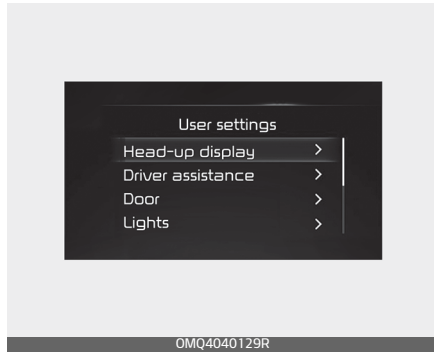 User settings
Head-up display >
Driver assistance >
Door >
Lights >
OMQ4040129R